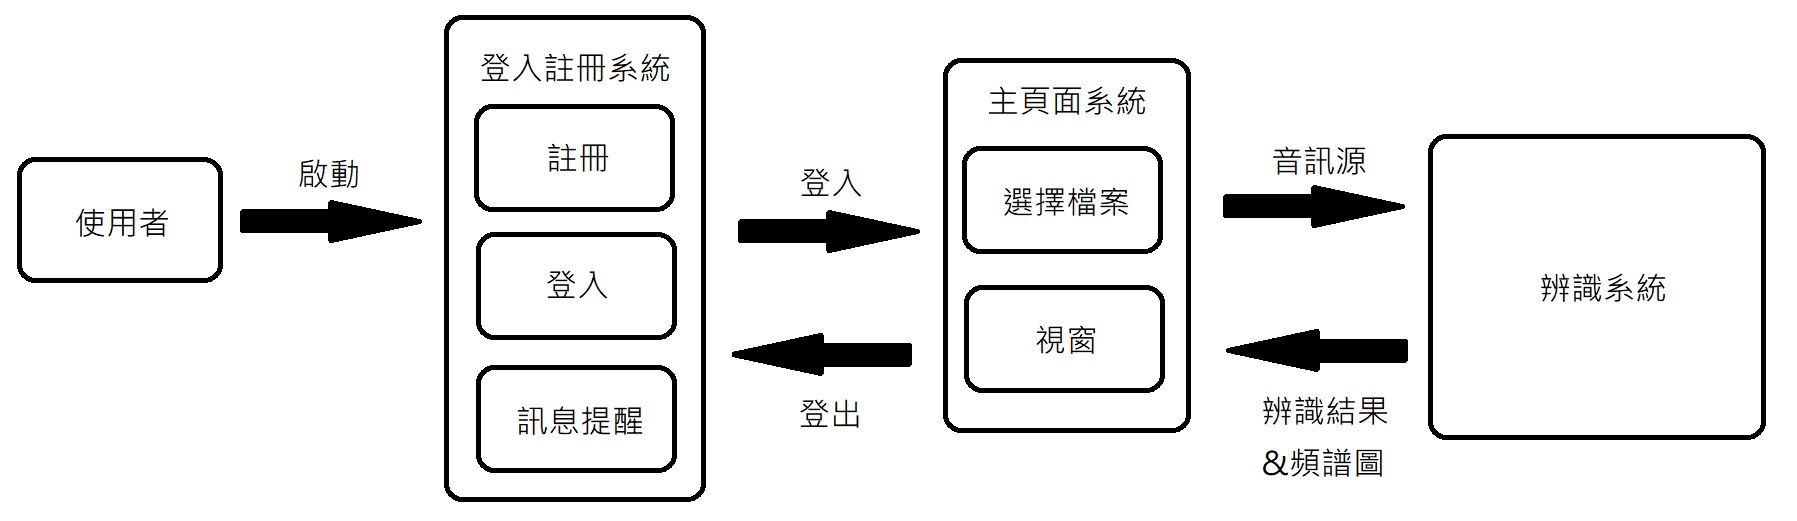 使用者
啟動
登入註冊系統
註冊
登入
訊息提醒
登入
登出
主頁面系統
選擇檔案
視窗
音訊源
辨識結果
&頻譜圖
辨識系統